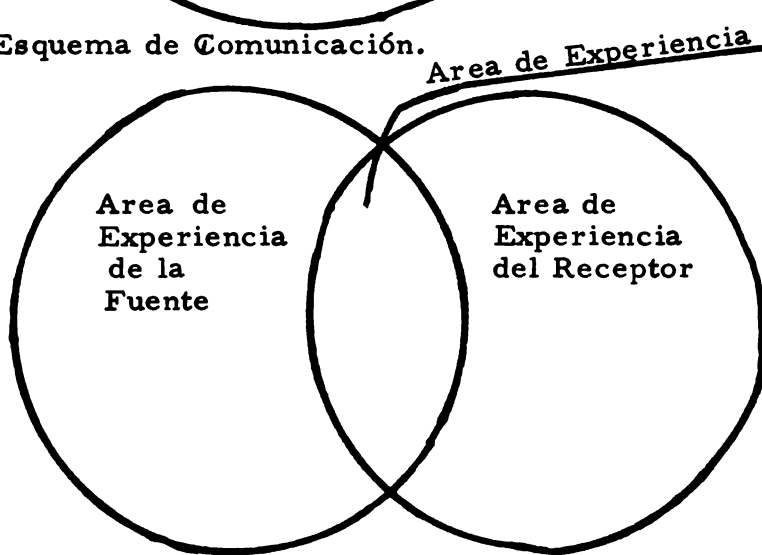 Esquema de Comunicación.
Area de Experiencia
Area de
Experiencia
de la
Fuente
Area de
Experiencia
del Receptor